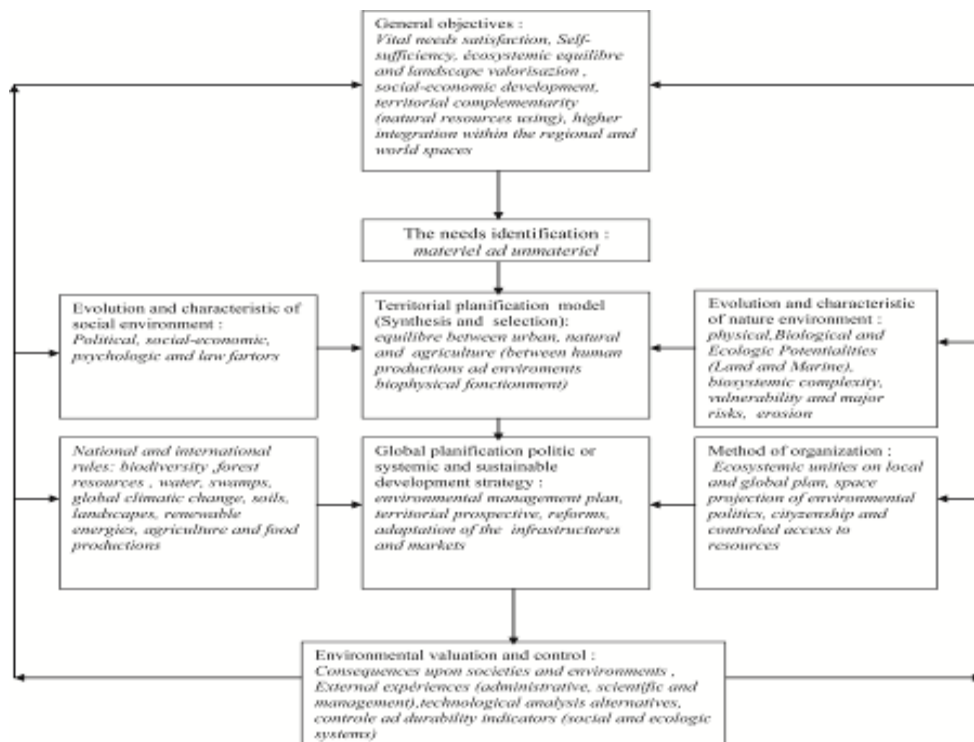 General objectives :
Vital needs satisfaction, Self-
sufficiency, écosystemic equilibre
and landscape valorisazion ,
social-economic development,
territorial complementarity
(natural resources using), higher
integration within the regional and
world spaces
The needs identification :
materiel ad unmateriel
Evolution and characteristic of
social environment :
Political, social-economic,
psychologic and law fartors
Territorial planification model
(Synthesis and selection):
equilibre between urban, natural
and agriculture (between human
productions ad enviroments
biophysical fonctionment)
Evolution and characteristic
of nature environment :
physical,Biological and
Ecologic Potentialities
(Land and Marine),
biosystemic complexity,
vulnerability and major
risks, erosion
National and international
rules: biodiversity ,forest
resources , water, swamps,
global climatic change, soils,
landscapes, renewable
energies, agriculture and food
productions
Global planification politic or
systemic and sustainable
development strategy :
environmental management plan,
territorial prospective, reforms,
adaptation of the infrastructures
and markets
Method of organization :
Ecosystemic unities on local
and global plan, space
projection of environmental
politics, cityzenship and
controled access to
resources
Environmental valuation and control :
Consequences upon societies and environments ,
External expériences (administrative, scientific and
management),technological analysis alternatives,
controle ad durability indicators (social and ecologic
systems)